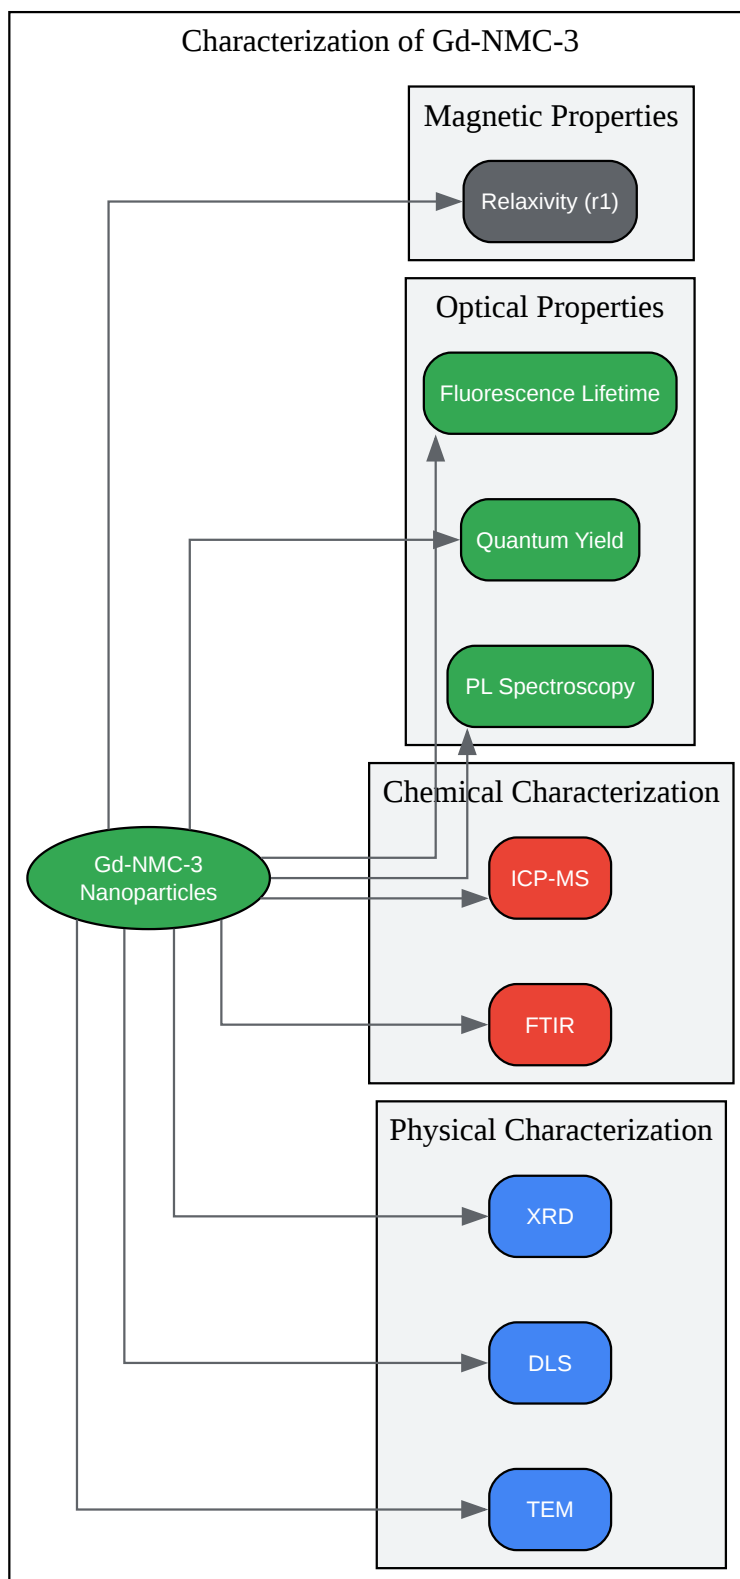 Characterization of Gd-NMC-3
Magnetic Properties
Relaxivity (r1)
Optical Properties
Fluorescence Lifetime
Quantum Yield
PL Spectroscopy
Chemical Characterization
Gd-NMC-3
Nanoparticles
ICP-MS
FTIR
Physical Characterization
XRD
DLS
TEM